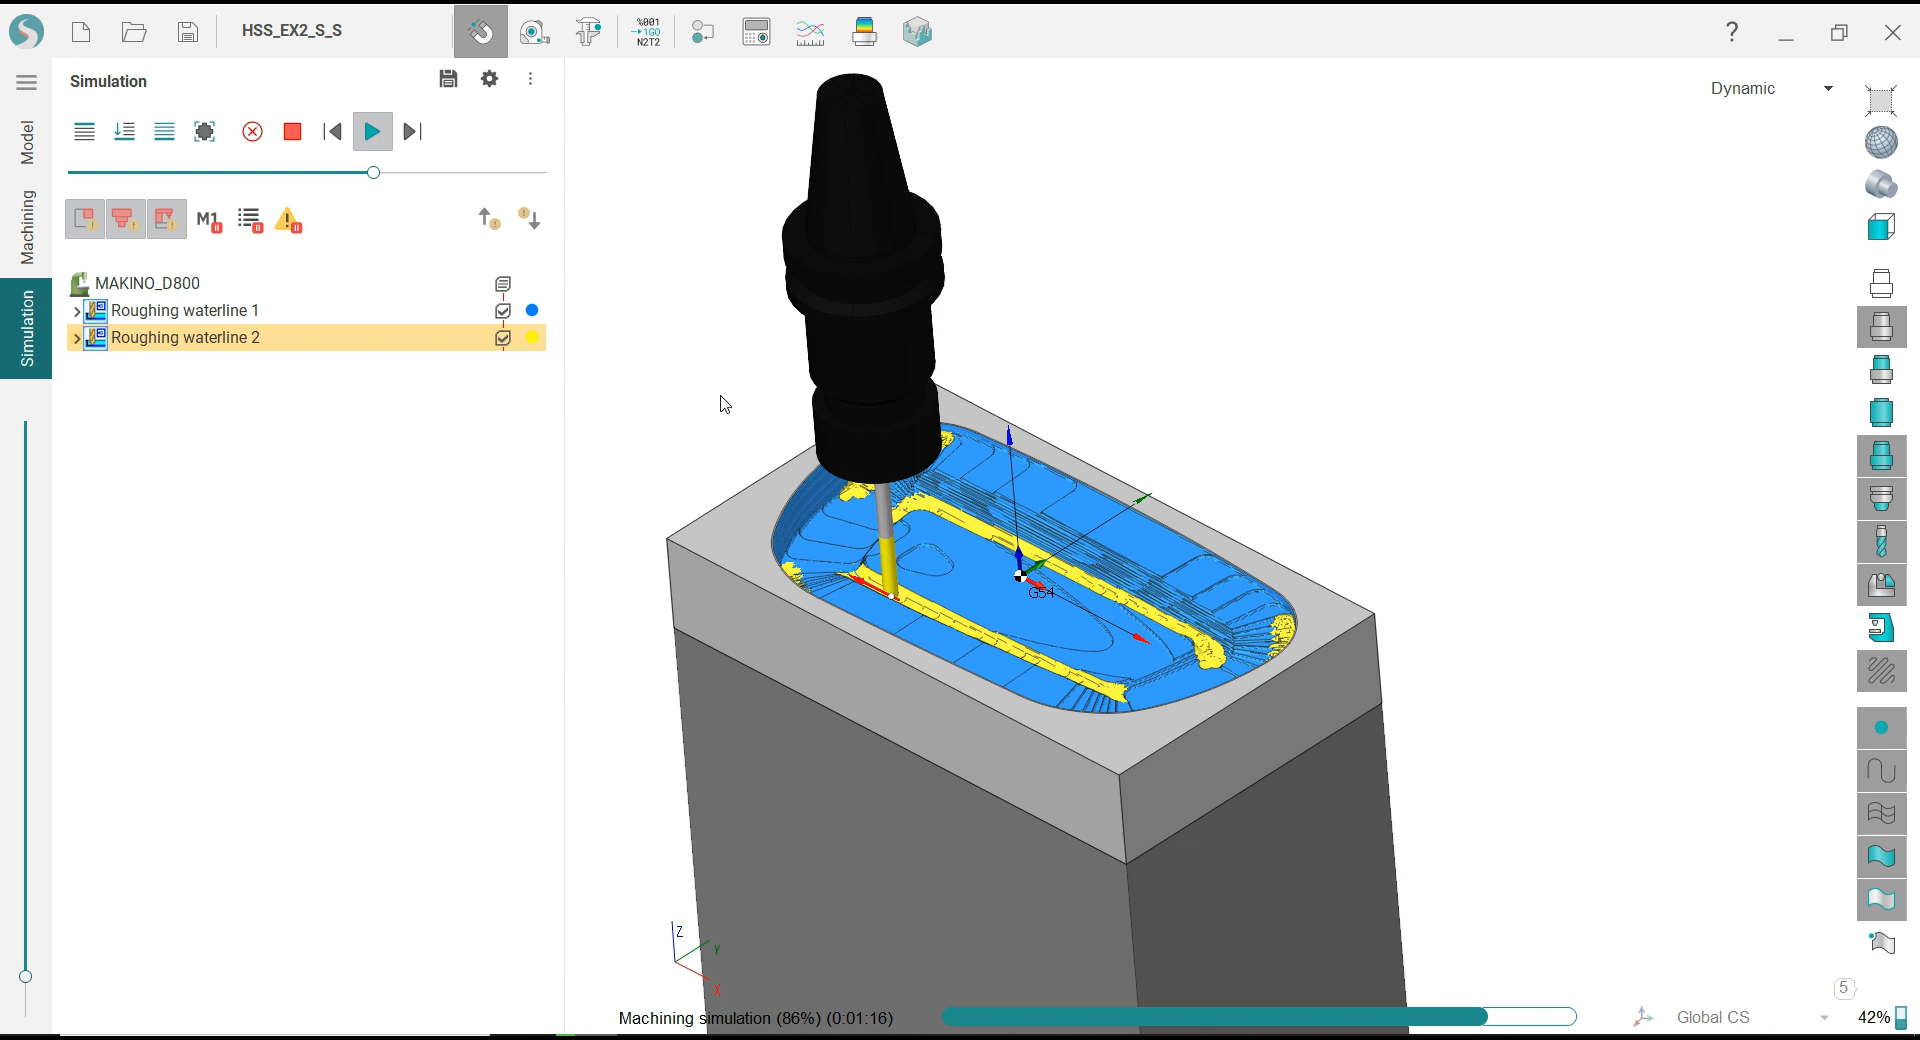 HSS_EX2_S_S
%001
1G0
N2T2
?
Simulation
Dynamic
Model
Machining
Simulation
M1
MAKINO_D800
Roughing waterline 1
Roughing waterline 2
G54
Z
Y
X
5
Machining simulation (86%) (0:01:16)
Global CS
42%